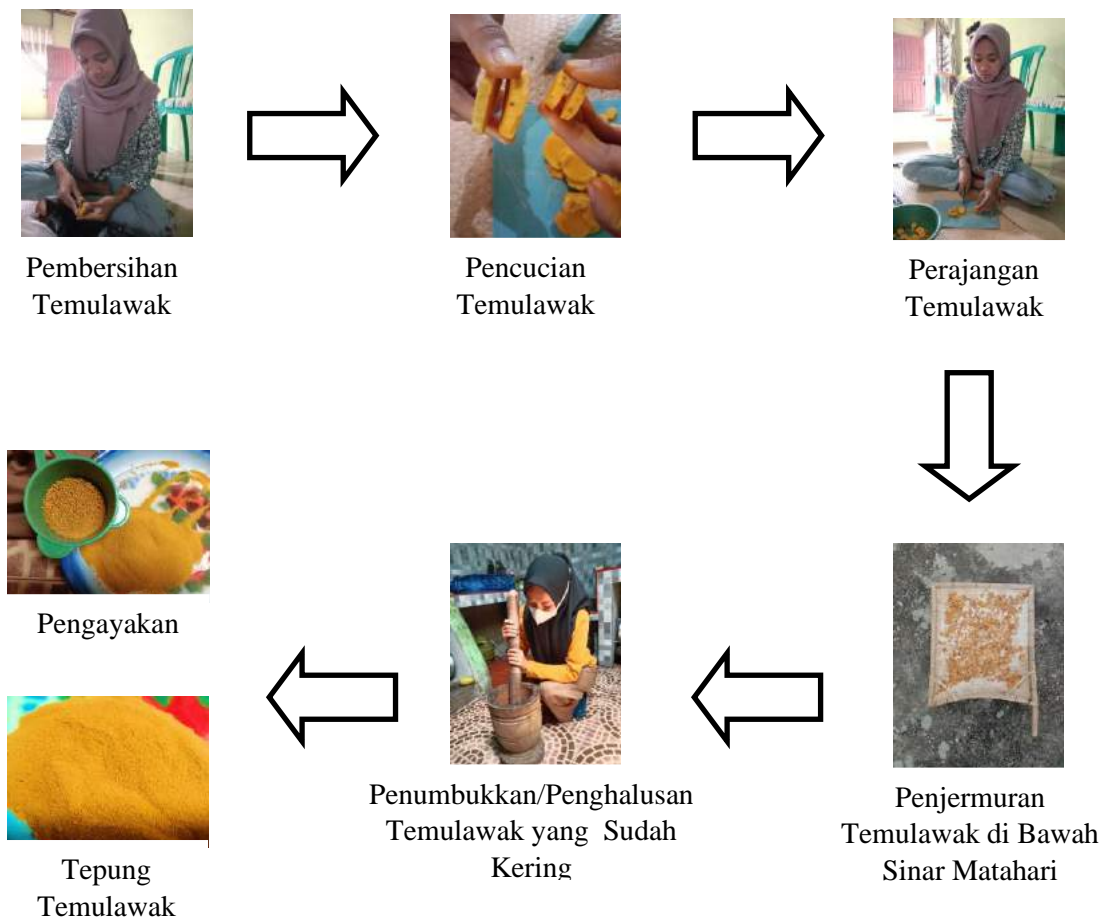 Pembersihan
Temulawak
Pencucian
Temulawak
Perajangan
Temulawak
Penjermuran
Temulawak di Bawah
Sinar Matahari
Penumbukkan/Penghalusan
Temulawak yang Sudah
Kering
Pengayakan
Tepung
Temulawak